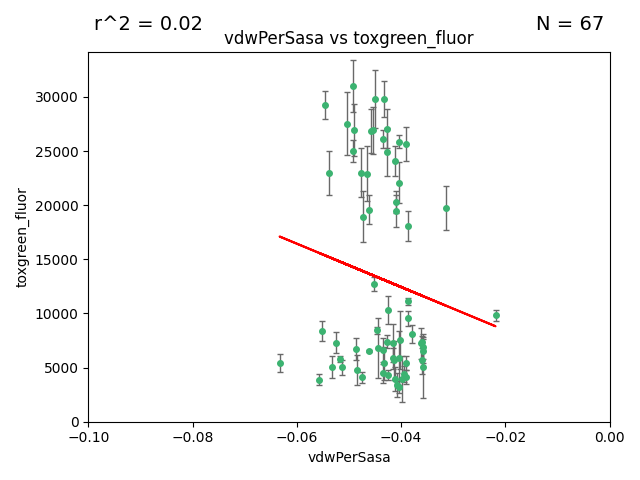 r^2 = 0.02
N = 67
vdwPerSasa vs toxgreen_fluor
30000
25000
20000
15000
10000
5000
0
toxgreen_fluor
−0.10
−0.08
−0.06
−0.04
−0.02
0.00
vdwPerSasa